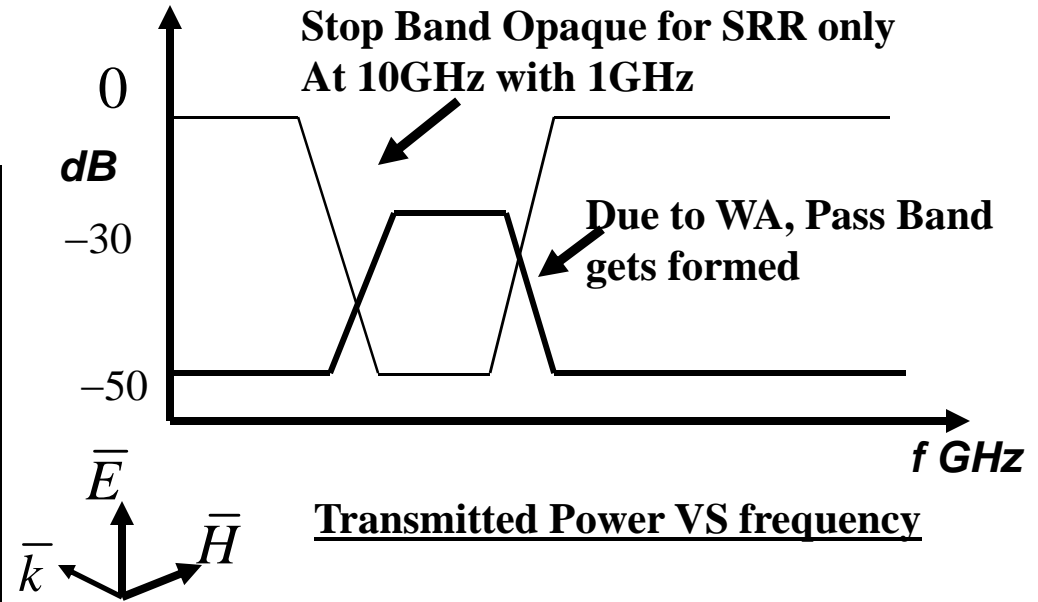 Stop Band Opaque for SRR only
At 10GHz with 1GHz
0
dB
–30
Due to WA, Pass Band
gets formed
–50
f GHz
E̅
H̅
k̅
Transmitted Power VS frequency